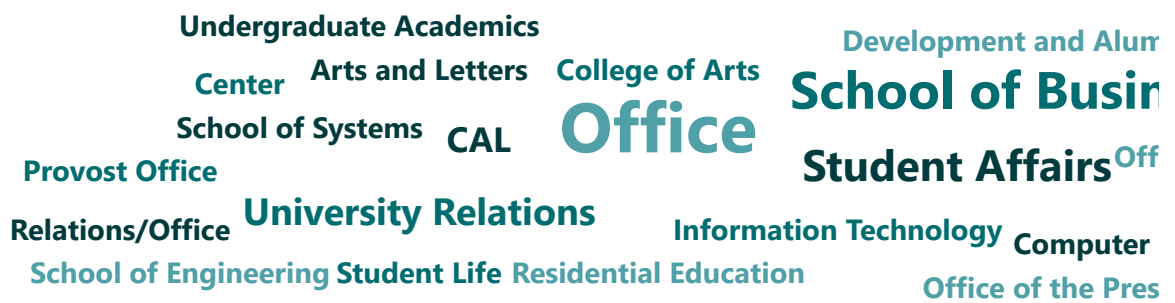 Undergraduate Academics
Development and Alum
Center Arts and Letters College of Arts
School of Busin
School of Systems CAL Office
Student Affairs Off
Provost Office
University Relations
Relations/Office Information Technology Computer
School of Engineering Student Life Residential Education
Office of the Pres